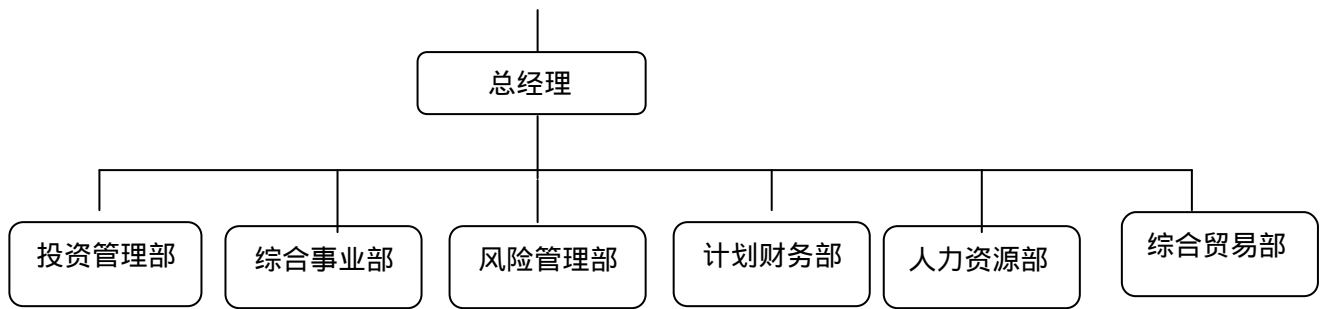 总经理
投资管理部
综合事业部
风险管理部
计划财务部
人力资源部
综合贸易部